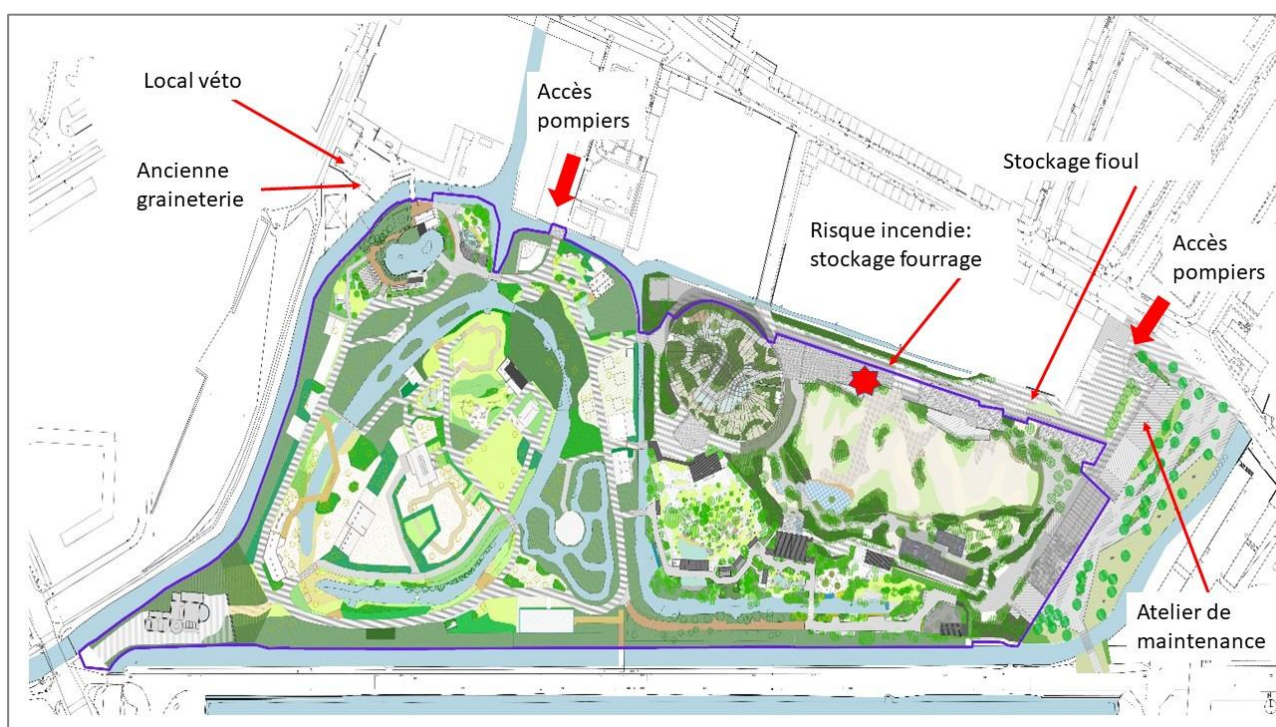 Local véto
Ancienne
graineterie
Accès
pompiers
Risque incendie:
stockage fourrage
Stockage fioul
Accès
pompiers
Atelier de
maintenance